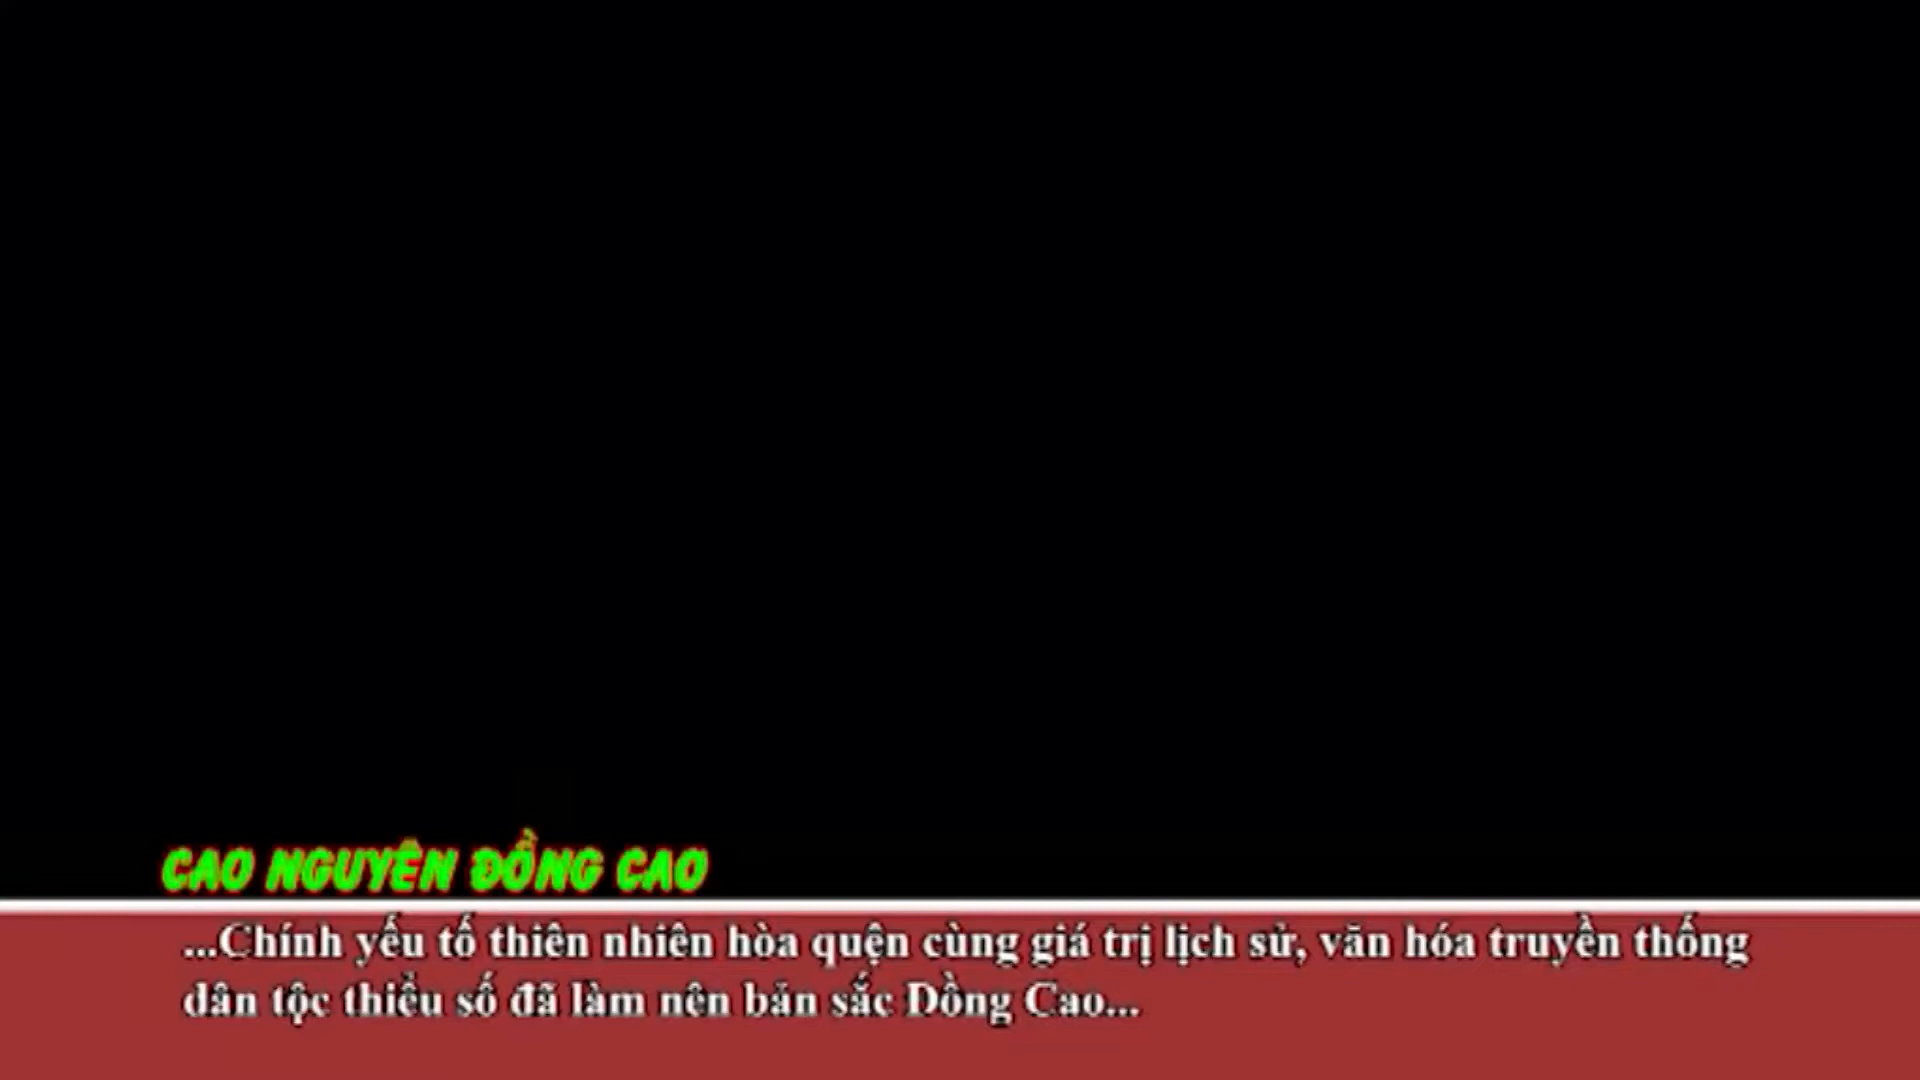 CAO NGUYÊN ĐỒNG CAO
...Chính yếu tố thiên nhiên hòa quện cùng giá trị lịch sử, văn hóa truyền thống
dân tộc thiểu số đã làm nên bản sắc Đồng Cao...